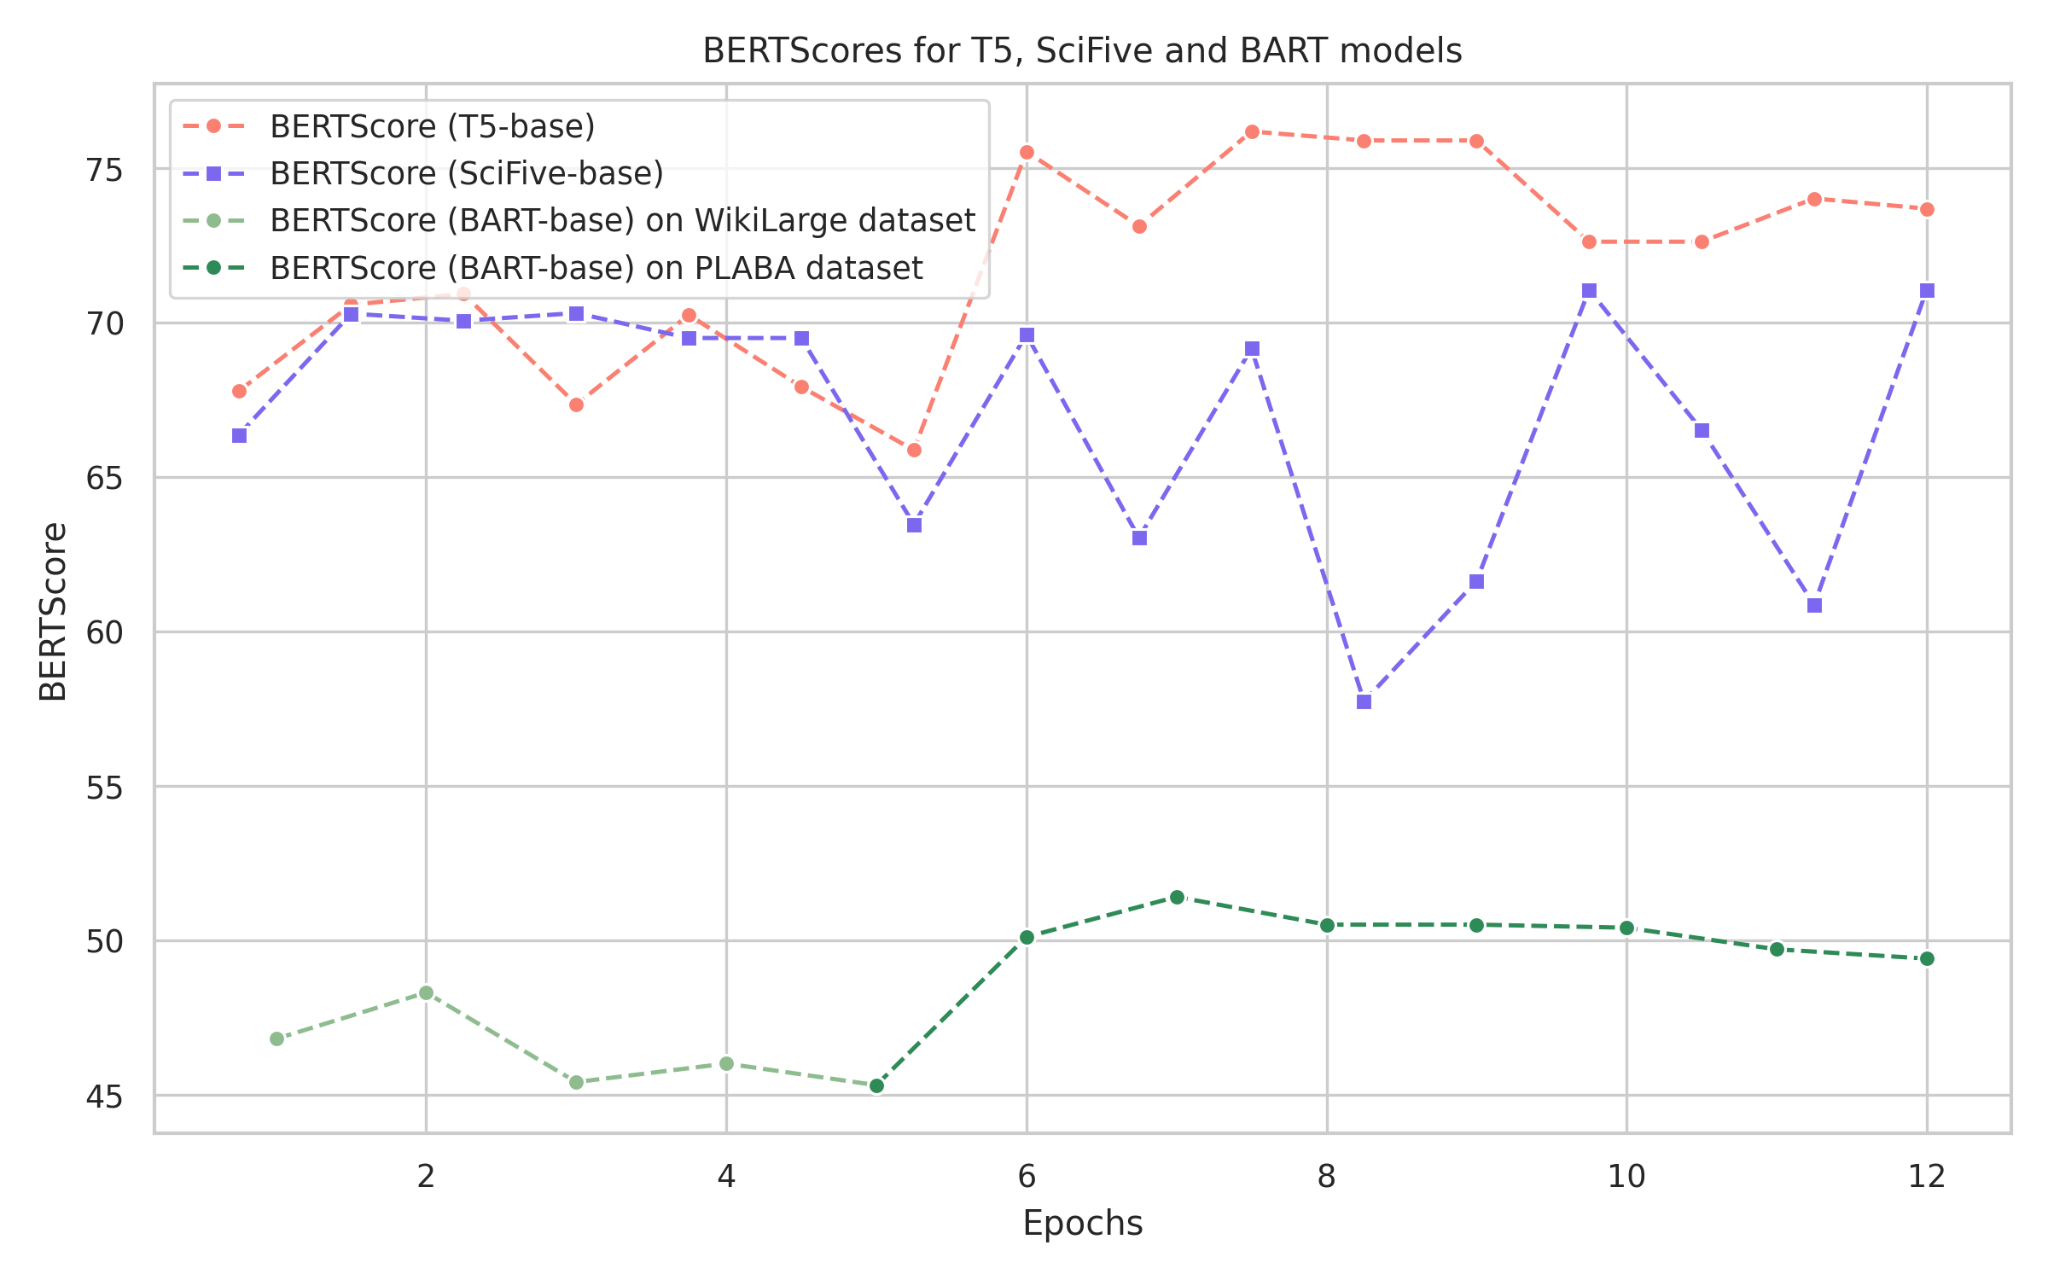 BERTScores for T5, SciFive and BART models
BERTScore (T5-base)
BERTScore (SciFive-base)
BERTScore (BART-base) on WikiLarge dataset
BERTScore (BART-base) on PLABA dataset
BERTScore
75
70
65
60
55
50
45
2 4 6 8 10 12
Epochs